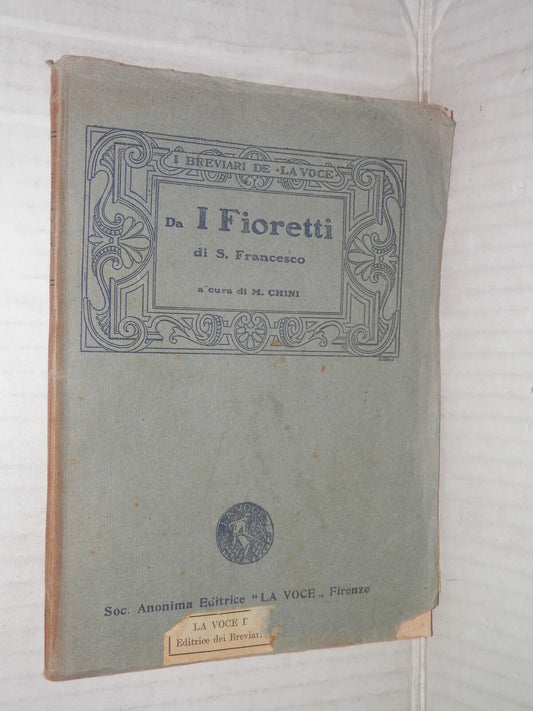 I BREVIARI DE «LA VOCE»
Da I Fioretti
di S. Francesco
a cura di M. CHINI
LA VOCE
Soc. Anonima Editrice "LA VOCE„ Firenze
LA VOCE I
Editrice dei Breviar.